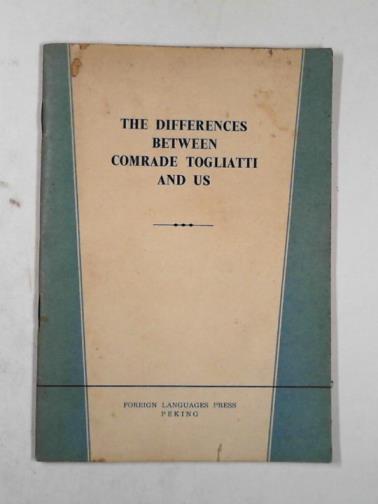 THE DIFFERENCES
BETWEEN
COMRADE TOGLIATTI
AND US
FOREIGN LANGUAGES PRESS
PEKING